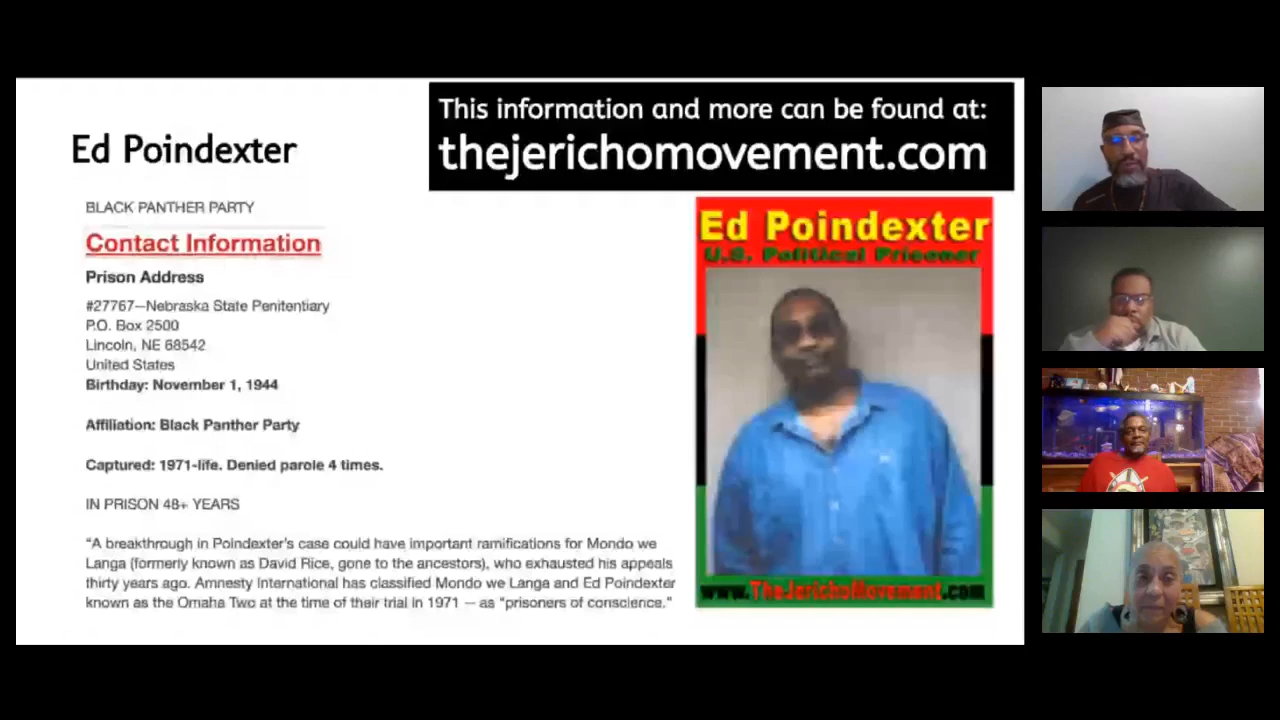 This information and more can be found at:
thejerichomovement.com
Ed Poindexter
BLACK PANTHER PARTY
Contact Information
Prison Address
#27767—Nebraska State Penitentiary
P.O. Box 2500
Lincoln, NE 68542
United States
Birthday: November 1, 1944
Affiliation: Black Panther Party
Captured: 1971-life. Denied parole 4 times.
IN PRISON 48+ YEARS
“A breakthrough in Poindexter’s case could have important ramifications for Mondo we
Langa (formerly known as David Rice, gone to the ancestors), who exhausted his appeals
thirty years ago. Amnesty International has classified Mondo we Langa and Ed Poindexter
known as the Omaha Two at the time of their trial in 1971 — as “prisoners of conscience.”
Ed Poindexter
U.S. Political Prisoner
www.TheJerichoMovement.com